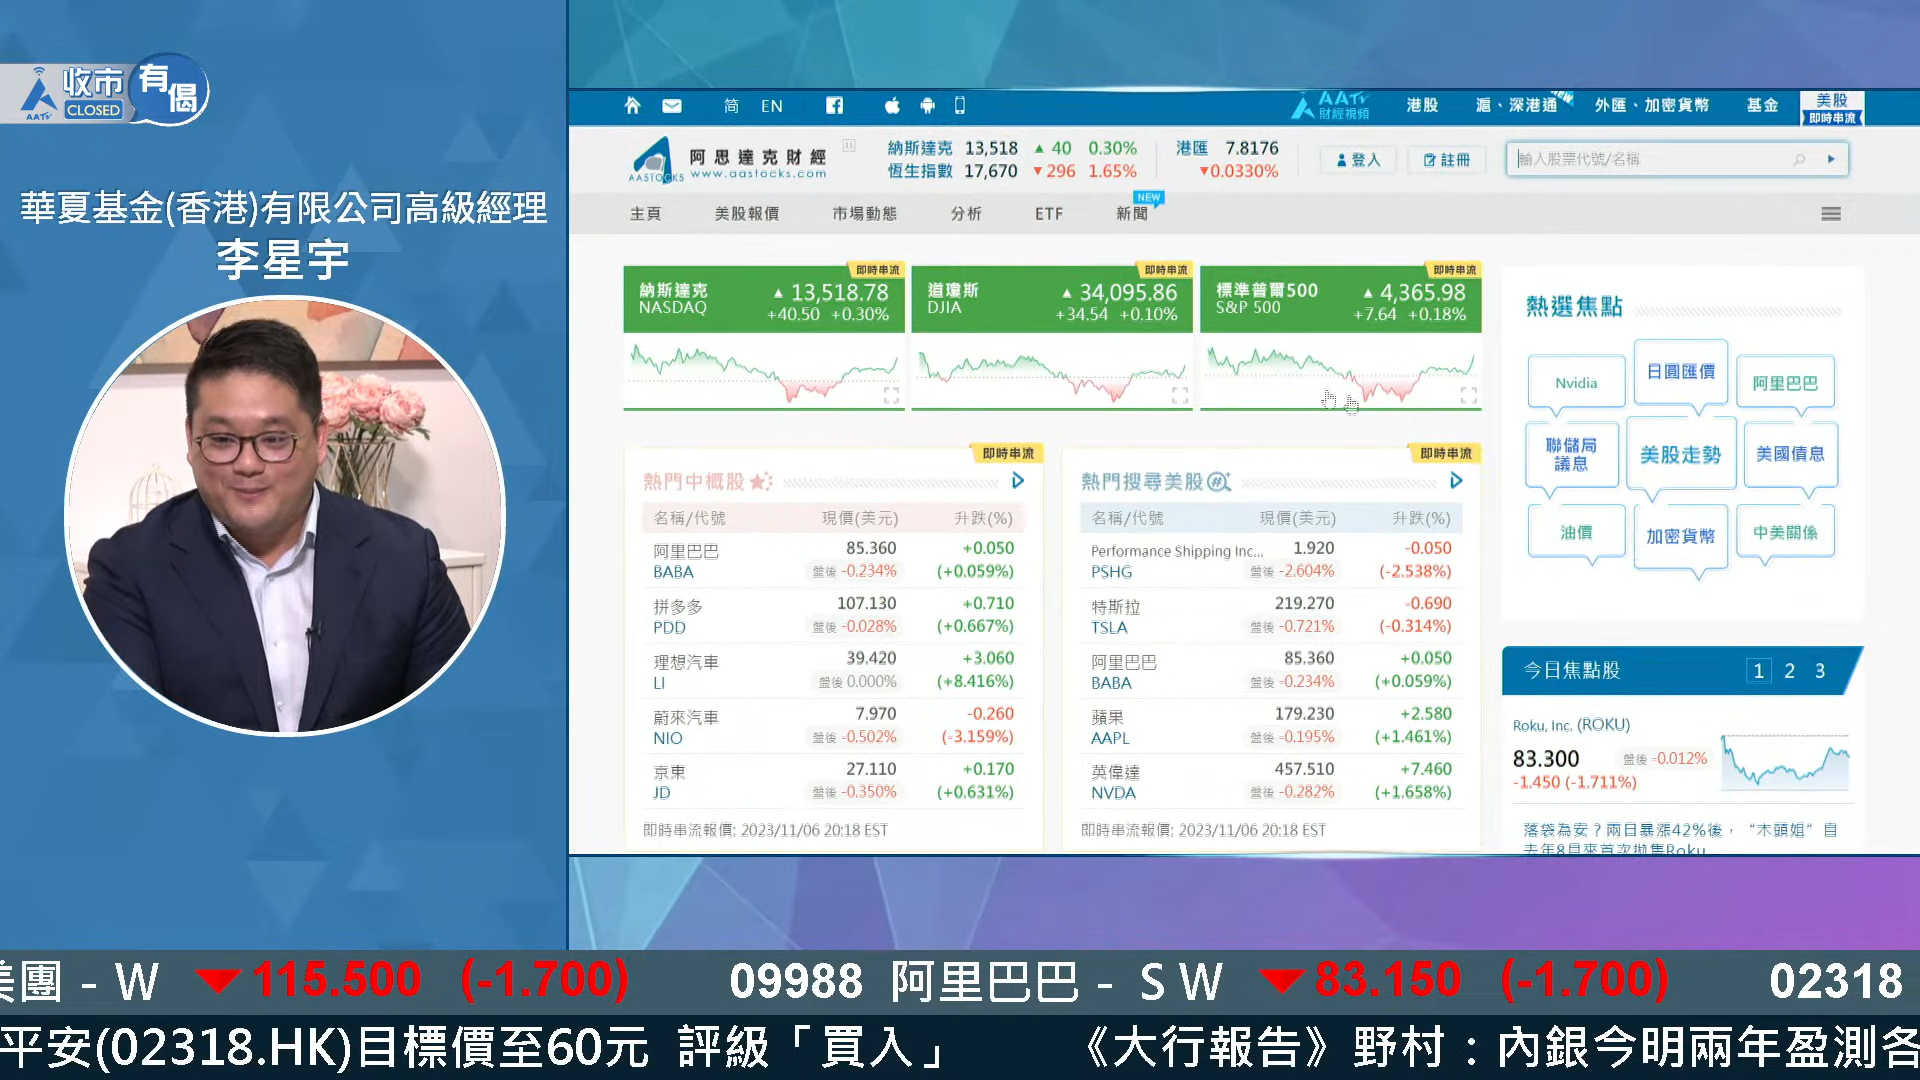 收市
CLOSED
有偈
AATV
華夏基金(香港)有限公司高級經理
李星宇
简 EN
AATV
財經視頻
港股 滬、深港通 外匯、加密貨幣 基金 美股
即時串流
阿思達克財經
AASTOCKS
www.aastocks.com
納斯達克 13,518 ▲ 40 0.30%
恆生指數 17,670 ▼296 1.65%
港匯 7.8176
▼0.0330%
登入 註冊
輸入股票代號/名稱
主頁 美股報價 市場動態 分析 ETF 新聞 NEW
即時串流
納斯達克 ▲ 13,518.78
NASDAQ +40.50 +0.30%
即時串流
道瓊斯 ▲ 34,095.86
DJIA +34.54 +0.10%
即時串流
標準普爾500 ▲ 4,365.98
S&P 500 +7.64 +0.18%
即時串流
熱門中概股
名稱/代號 現價(美元) 升跌(%)
阿里巴巴 85.360 +0.050
BABA 盤後 -0.234% (+0.059%)
拼多多 107.130 +0.710
PDD 盤後 -0.028% (+0.667%)
理想汽車 39.420 +3.060
LI 盤後 0.000% (+8.416%)
蔚來汽車 7.970 -0.260
NIO 盤後 -0.502% (-3.159%)
京東 27.110 +0.170
JD 盤後 -0.350% (+0.631%)
即時串流報價: 2023/11/06 20:18 EST
即時串流
熱門搜尋美股
名稱/代號 現價(美元) 升跌(%)
Performance Shipping Inc... 1.920 -0.050
PSHG 盤後 -2.604% (-2.538%)
特斯拉 219.270 -0.690
TSLA 盤後 -0.721% (-0.314%)
阿里巴巴 85.360 +0.050
BABA 盤後 -0.234% (+0.059%)
蘋果 179.230 +2.580
AAPL 盤後 -0.195% (+1.461%)
英偉達 457.510 +7.460
NVDA 盤後 -0.282% (+1.658%)
即時串流報價: 2023/11/06 20:18 EST
熱選焦點
Nvidia 日圓匯價 阿里巴巴
聯儲局
議息
美股走勢 美國債息
油價 加密貨幣 中美關係
今日焦點股 1 2 3
Roku, Inc. (ROKU)
83.300 盤後 -0.012%
-1.450 (-1.711%)
落袋為安？兩日暴漲42%後，“木頭姐”自
去年8月來首次拋售Roku
美團 - W ▼115.500 (-1.700) 09988 阿里巴巴 - S W ▼83.150 (-1.700) 02318
平安(02318.HK)目標價至60元 評級「買入」 《大行報告》野村：內銀今明兩年盈測各